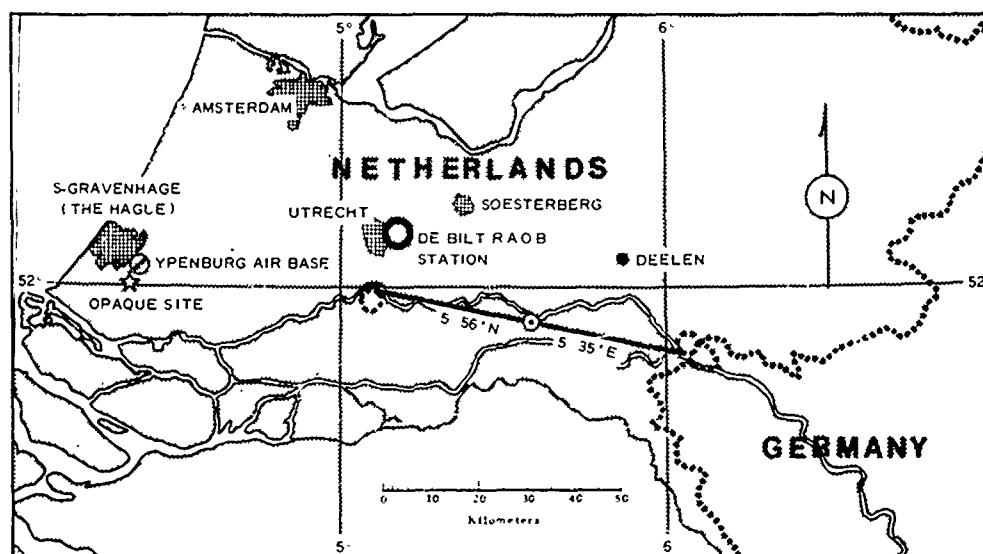 5°
6
AMSTERDAM
NETHERLANDS
S-GRAVENHAGE
(THE HAGUE)
UTRECHT
SOESTERBERG
N
DE BILT RAOB
STATION
YPENBURG AIR BASE
DEELEN
52
52
OPAQUE SITE
5 56'N
5 35'E
GERMANY
0 10 20 30 40 50
Kilometers
5
6